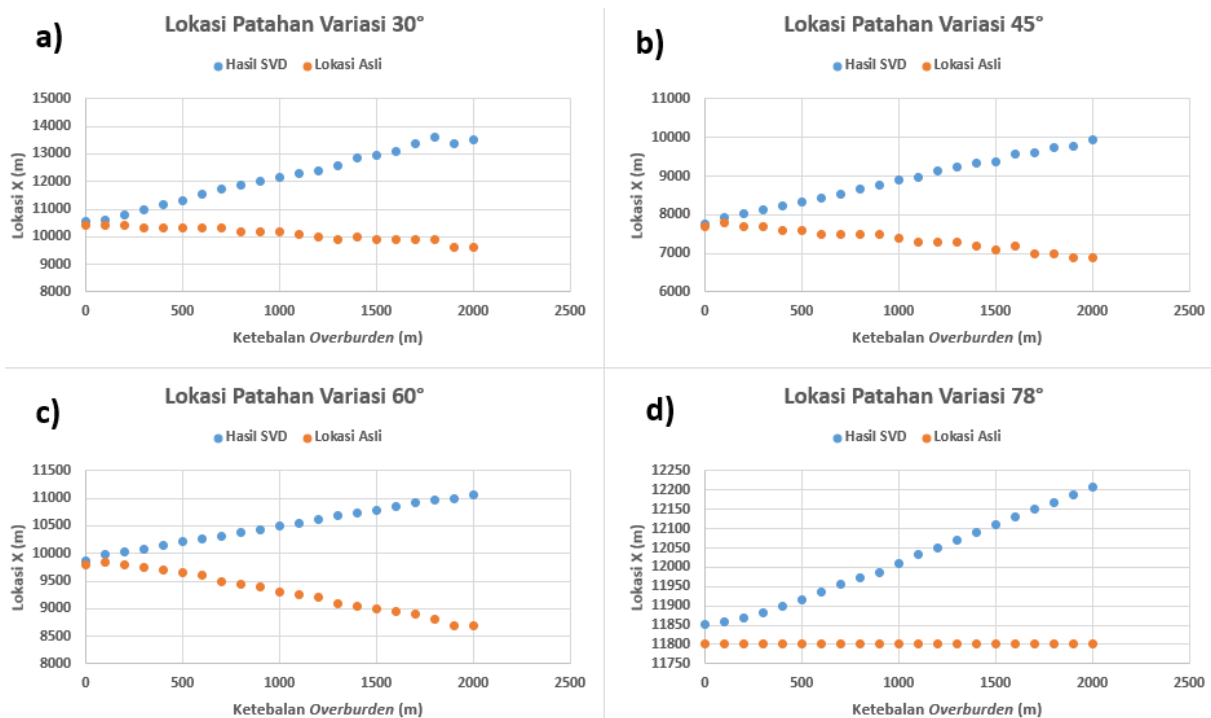 a)
Lokasi Patahan Variasi 30°
Hasil SVD Lokasi Asli
15000
14000
13000
12000
11000
10000
9000
8000
Lokasi X (m)
0 500 1000 1500 2000 2500
Ketebalan Overburden (m)
b)
Lokasi Patahan Variasi 45°
Hasil SVD Lokasi Asli
11000
10000
9000
8000
7000
6000
Lokasi X (m)
0 500 1000 1500 2000 2500
Ketebalan Overburden (m)
c)
Lokasi Patahan Variasi 60°
Hasil SVD Lokasi Asli
11500
11000
10500
10000
9500
9000
8500
8000
Lokasi X (m)
0 500 1000 1500 2000 2500
Ketebalan Overburden (m)
d)
Lokasi Patahan Variasi 78°
Hasil SVD Lokasi Asli
12250
12200
12150
12100
12050
12000
11950
11900
11850
11800
11750
Lokasi X (m)
0 500 1000 1500 2000 2500
Ketebalan Overburden (m)